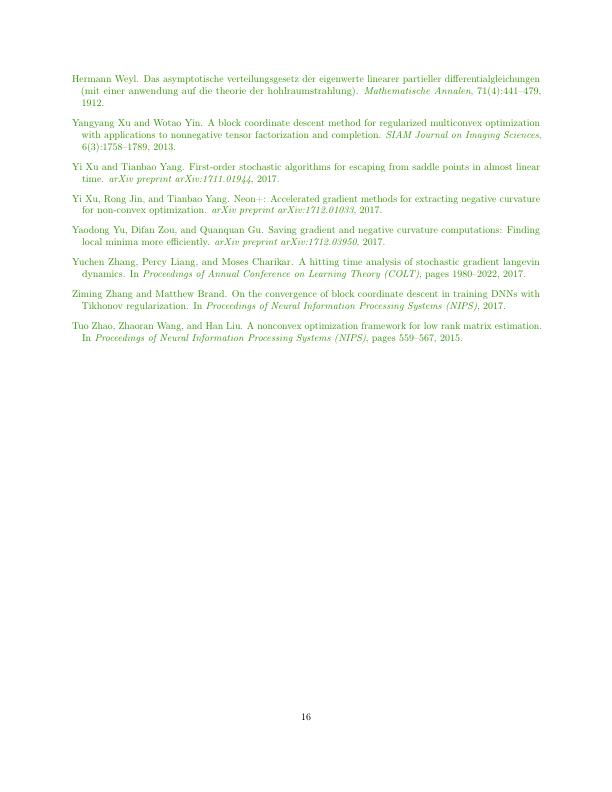 Hermann Weyl. Das asymptotische verteilungsgesetz der eigenwerte linearer partieller differentialgleichungen
(mit einer anwendung auf die theorie der hohlraumstrahlung). Mathematische Annalen, 71(4):441–479,
1912.
Yangyang Xu and Wotao Yin. A block coordinate descent method for regularized multiconvex optimization
with applications to nonnegative tensor factorization and completion. SIAM Journal on Imaging Sciences,
6(3):1758–1789, 2013.
Yi Xu and Tianbao Yang. First-order stochastic algorithms for escaping from saddle points in almost linear
time. arXiv preprint arXiv:1711.01944, 2017.
Yi Xu, Rong Jin, and Tianbao Yang. Neon+: Accelerated gradient methods for extracting negative curvature
for non-convex optimization. arXiv preprint arXiv:1712.01033, 2017.
Yaodong Yu, Difan Zou, and Quanquan Gu. Saving gradient and negative curvature computations: Finding
local minima more efficiently. arXiv preprint arXiv:1712.03950, 2017.
Yuchen Zhang, Percy Liang, and Moses Charikar. A hitting time analysis of stochastic gradient langevin
dynamics. In Proceedings of Annual Conference on Learning Theory (COLT), pages 1980–2022, 2017.
Ziming Zhang and Matthew Brand. On the convergence of block coordinate descent in training DNNs with
Tikhonov regularization. In Proceedings of Neural Information Processing Systems (NIPS), 2017.
Tuo Zhao, Zhaoran Wang, and Han Liu. A nonconvex optimization framework for low rank matrix estimation.
In Proceedings of Neural Information Processing Systems (NIPS), pages 559–567, 2015.
16